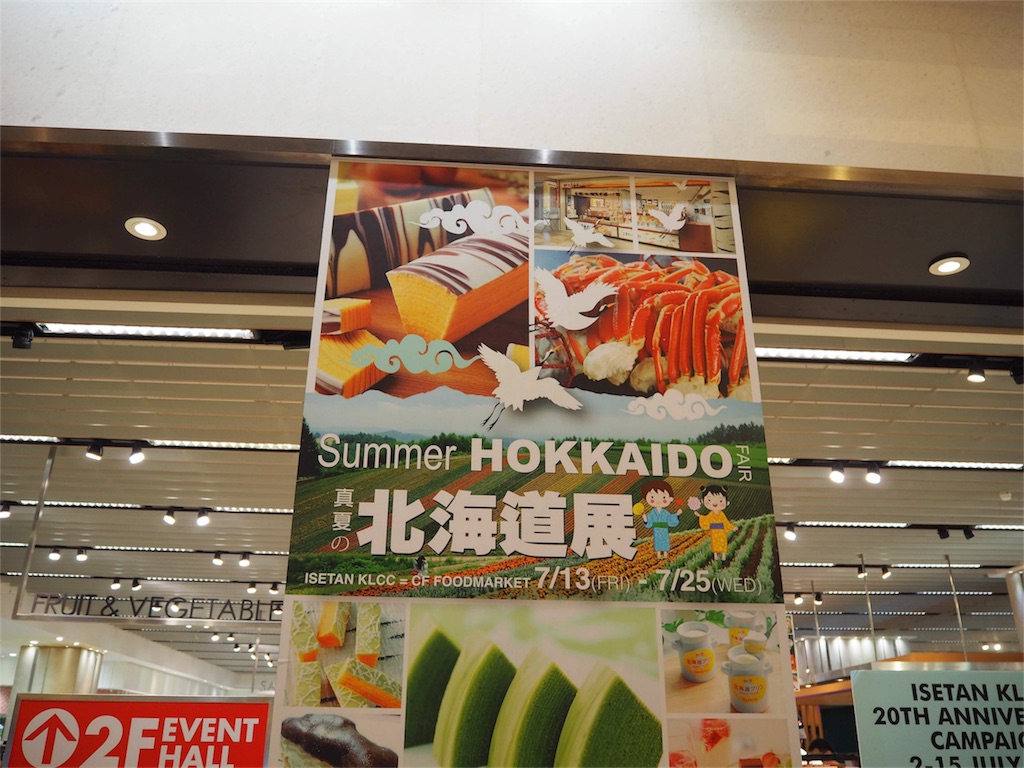 Summer HOKKAIDO FAIR
真夏の 北海道展
ISETAN KLCC = CF FOODMARKET 7/13(FRI) - 7/25(WED)
FRUIT & VEGETABLE
2F EVENT HALL
ISETAN KL
20TH ANNIVE
CAMPAI
2-15 JULY